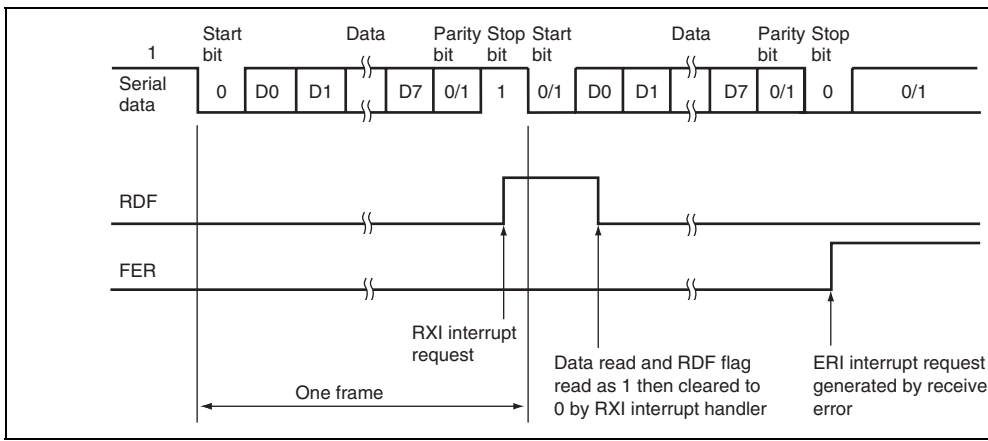 1
Start
bit
Data
Parity
bit
Stop
bit
Start
bit
Data
Parity
bit
Stop
bit
Serial
data
0 D0 D1 D7 0/1 1 0/1 D0 D1 D7 0/1 0 0/1
RDF
FER
RXI interrupt
request
Data read and RDF flag
read as 1 then cleared to
0 by RXI interrupt handler
ERI interrupt request
generated by receive
error
One frame